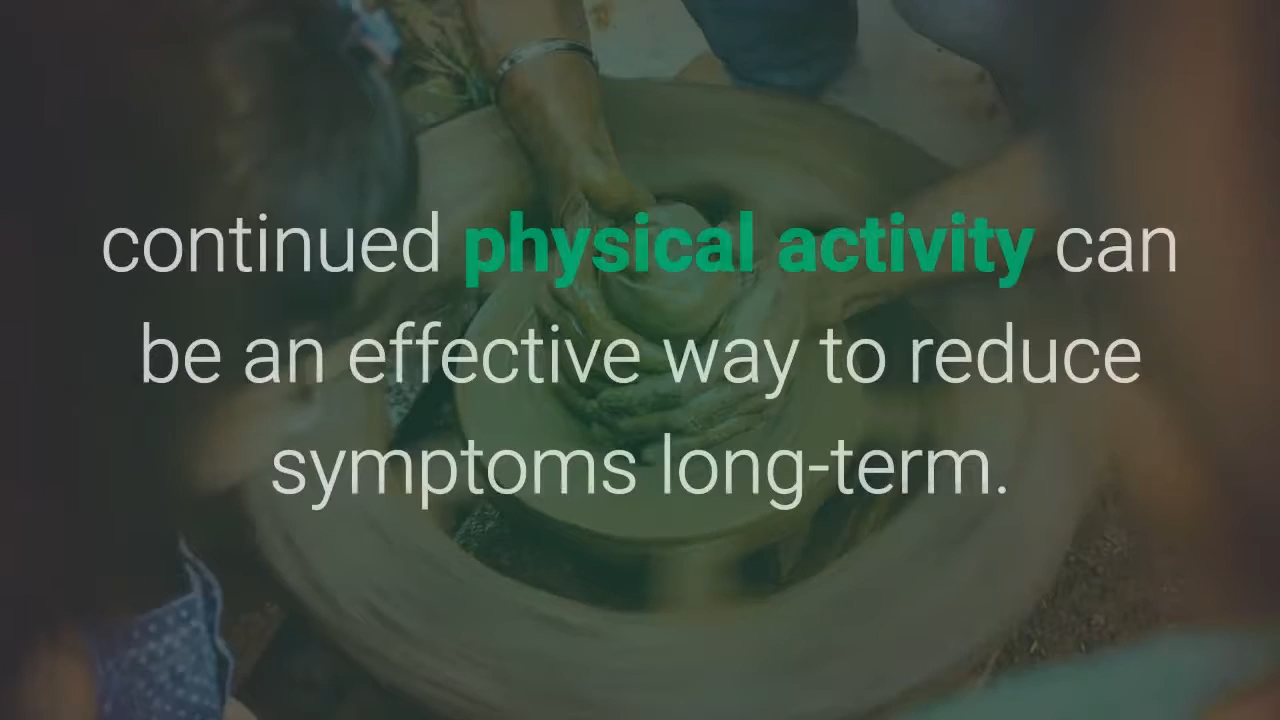 continued physical activity can
be an effective way to reduce
symptoms long-term.